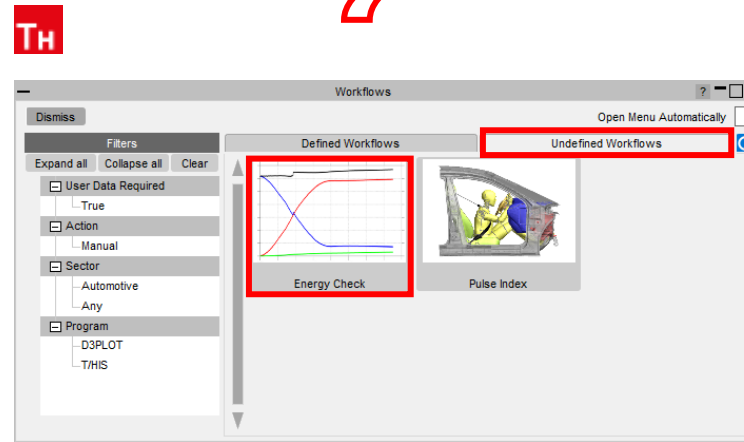 TH
Workflows
?
Dismiss
Open Menu Automatically
Filters
Defined Workflows
Undefined Workflows
Expand all
Collapse all
Clear
User Data Required
True
Action
Manual
Sector
Automotive
Any
Program
D3PLOT
T/HIS
Energy Check
Pulse Index